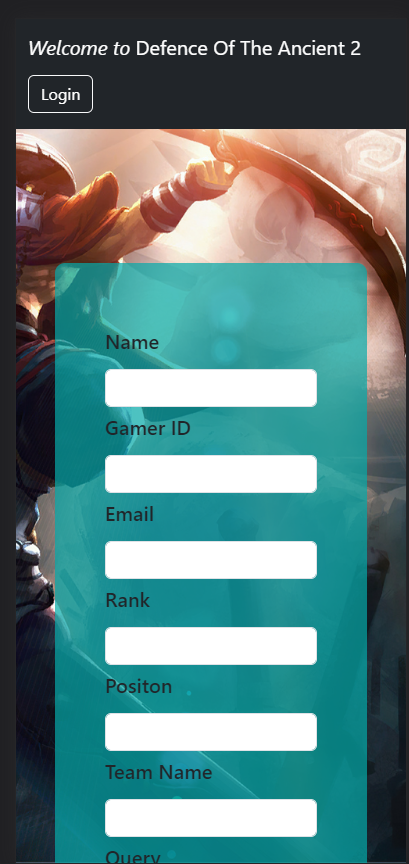 Welcome to Defence Of The Ancient 2
Login
Name
Gamer ID
Email
Rank
Positon
Team Name
Query